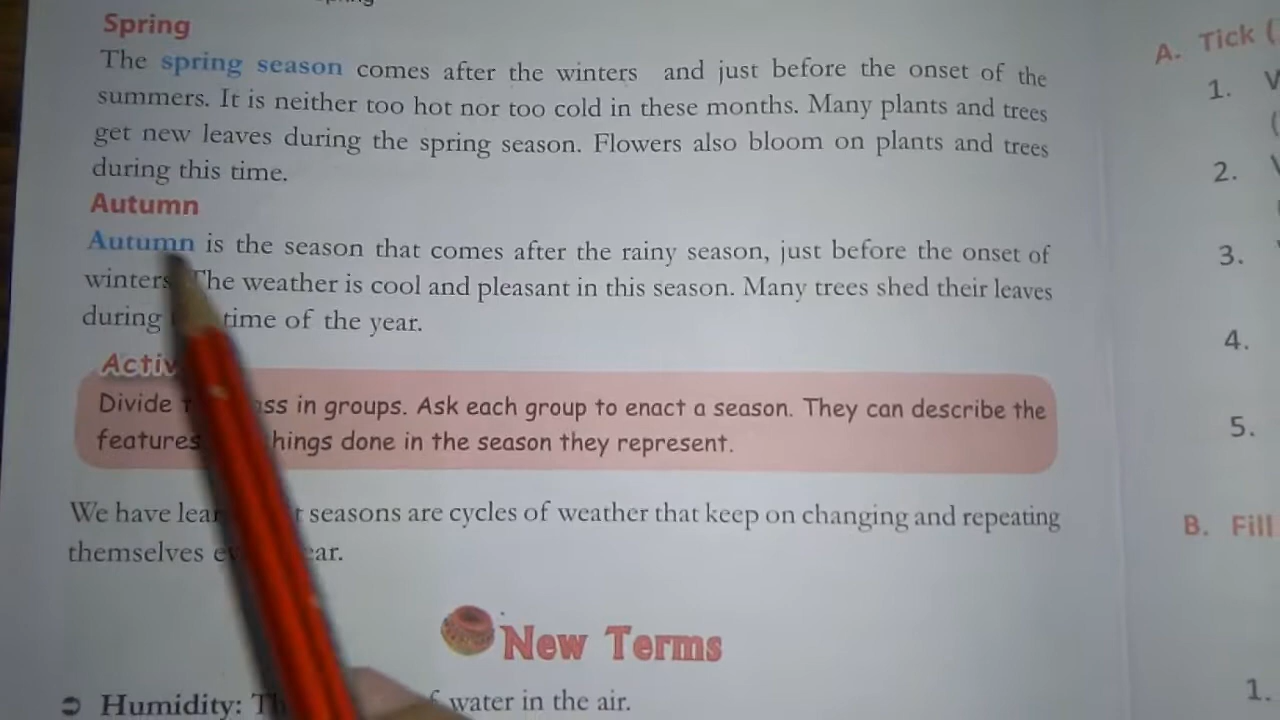 Spring
The spring season comes after the winters and just before the onset of the
summers. It is neither too hot nor too cold in these months. Many plants and trees
get new leaves during the spring season. Flowers also bloom on plants and trees
during this time.
Autumn
Autumn is the season that comes after the rainy season, just before the onset of
winters. The weather is cool and pleasant in this season. Many trees shed their leaves
during time of the year.
Activ
Divide in groups. Ask each group to enact a season. They can describe the
features things done in the season they represent.
We have seasons are cycles of weather that keep on changing and repeating
themselves
New Terms
Humidity: of water in the air.
A. Tick (
1.
2.
3.
4.
5.
B. Fill
1.